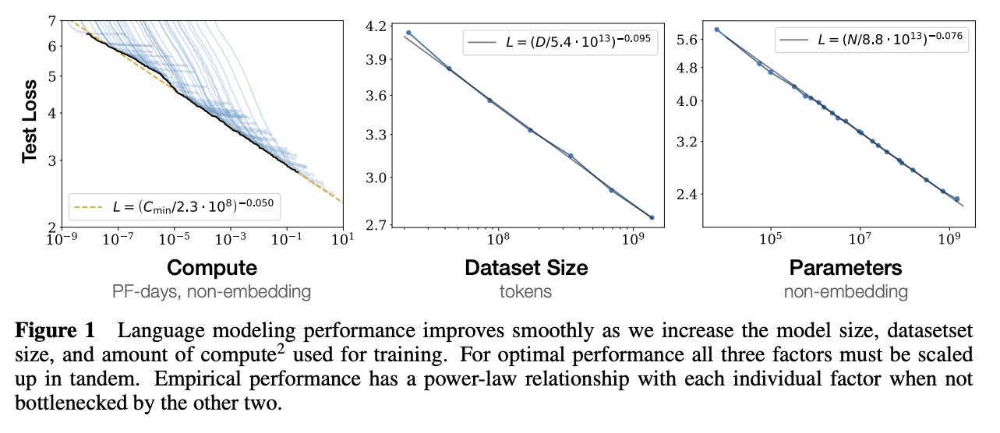 7
6
5
4
3
2
Test Loss
L = (C_min/2.3 · 10^8)^−0.050
10^−9 10^−7 10^−5 10^−3 10^−1 10^1
Compute
PF-days, non-embedding
4.2
3.9
3.6
3.3
3.0
2.7
L = (D/5.4 · 10^13)^−0.095
10^8 10^9
Dataset Size
tokens
5.6
4.8
4.0
3.2
2.4
L = (N/8.8 · 10^13)^−0.076
10^5 10^7 10^9
Parameters
non-embedding
Figure 1 Language modeling performance improves smoothly as we increase the model size, datasetset
size, and amount of compute^2 used for training. For optimal performance all three factors must be scaled
up in tandem. Empirical performance has a power-law relationship with each individual factor when not
bottlenecked by the other two.